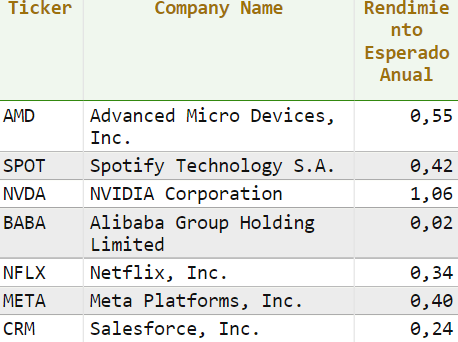 Ticker Company Name Rendimie
nto
Esperado
Anual
AMD Advanced Micro Devices, 0,55
Inc.
SPOT Spotify Technology S.A. 0,42
NVDA NVIDIA Corporation 1,06
BABA Alibaba Group Holding 0,02
Limited
NFLX Netflix, Inc. 0,34
META Meta Platforms, Inc. 0,40
CRM Salesforce, Inc. 0,24